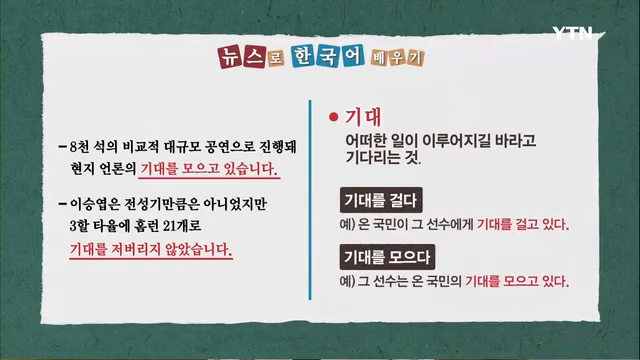 YTN
뉴스로 한국어 배우기
– 8천 석의 비교적 대규모 공연으로 진행돼
현지 언론의 기대를 모으고 있습니다.
– 이승엽은 전성기만큼은 아니었지만
3할 타율에 홈런 21개로
기대를 저버리지 않았습니다.
• 기대
어떠한 일이 이루어지길 바라고
기다리는 것.
기대를 걸다
예) 온 국민이 그 선수에게 기대를 걸고 있다.
기대를 모으다
예) 그 선수는 온 국민의 기대를 모으고 있다.